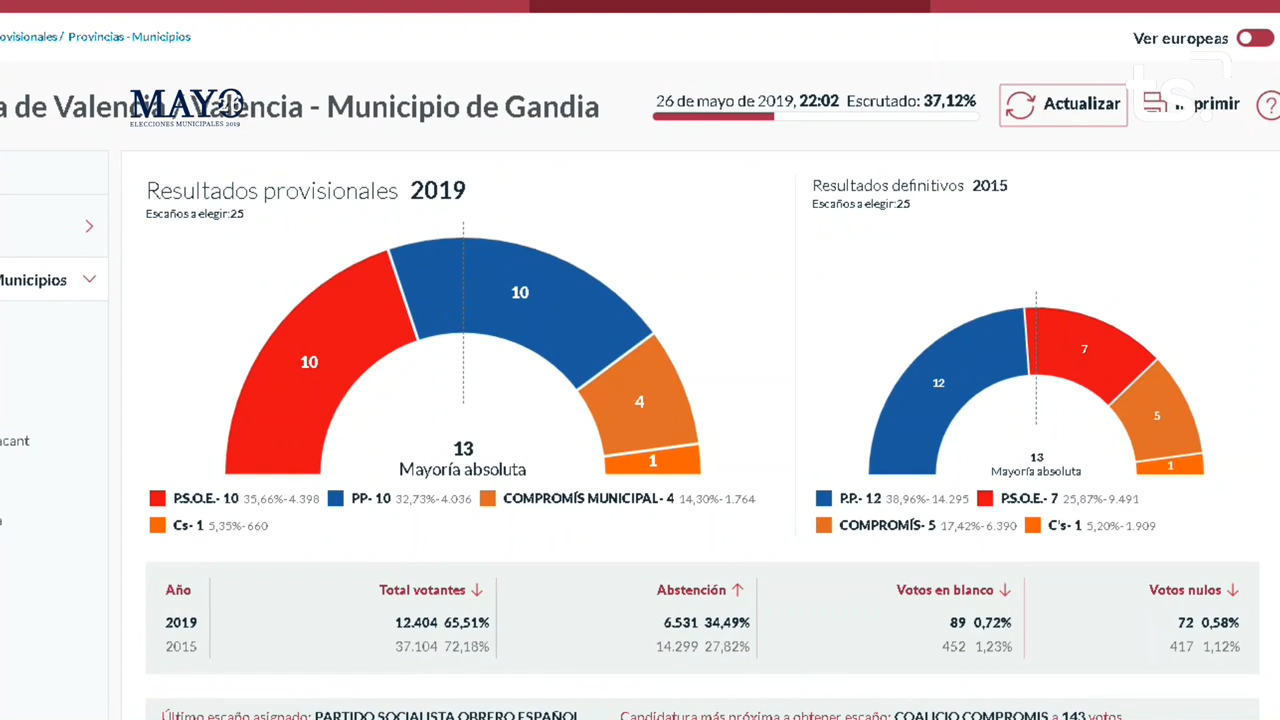 ovisionales / Provincias - Municipios
Ver europeas
a de Valencia / Valencia - Municipio de Gandia
MAYO 26
ELECCIONES MUNICIPALES 2019
26 de mayo de 2019, 22:02 Escrutado: 37,12%
Actualizar
Imprimir
?
ts
Municipios
acant
Resultados provisionales 2019
Escaños a elegir:25
10
10
4
1
13
Mayoría absoluta
P.S.O.E.- 10 35,66%-4.398 PP- 10 32,73%-4.036 COMPROMÍS MUNICIPAL- 4 14,30%-1.764
Cs- 1 5,35%-660
Resultados definitivos 2015
Escaños a elegir:25
12
7
5
1
13
Mayoría absoluta
P.P.- 12 38,96%-14.295 P.S.O.E.- 7 25,87%-9.491
COMPROMÍS- 5 17,42%-6.390 C's- 1 5,20%-1.909
Año Total votantes ↓ Abstención ↑ Votos en blanco ↓ Votos nulos ↓
2019 12.404 65,51% 6.531 34,49% 89 0,72% 72 0,58%
2015 37.104 72,18% 14.299 27,82% 452 1,23% 417 1,12%
Último escaño asignado: PARTIDO SOCIALISTA OBRERO ESPAÑOL Candidatura más próxima a obtener escaño: COALICIO COMPROMIS a 143 votos